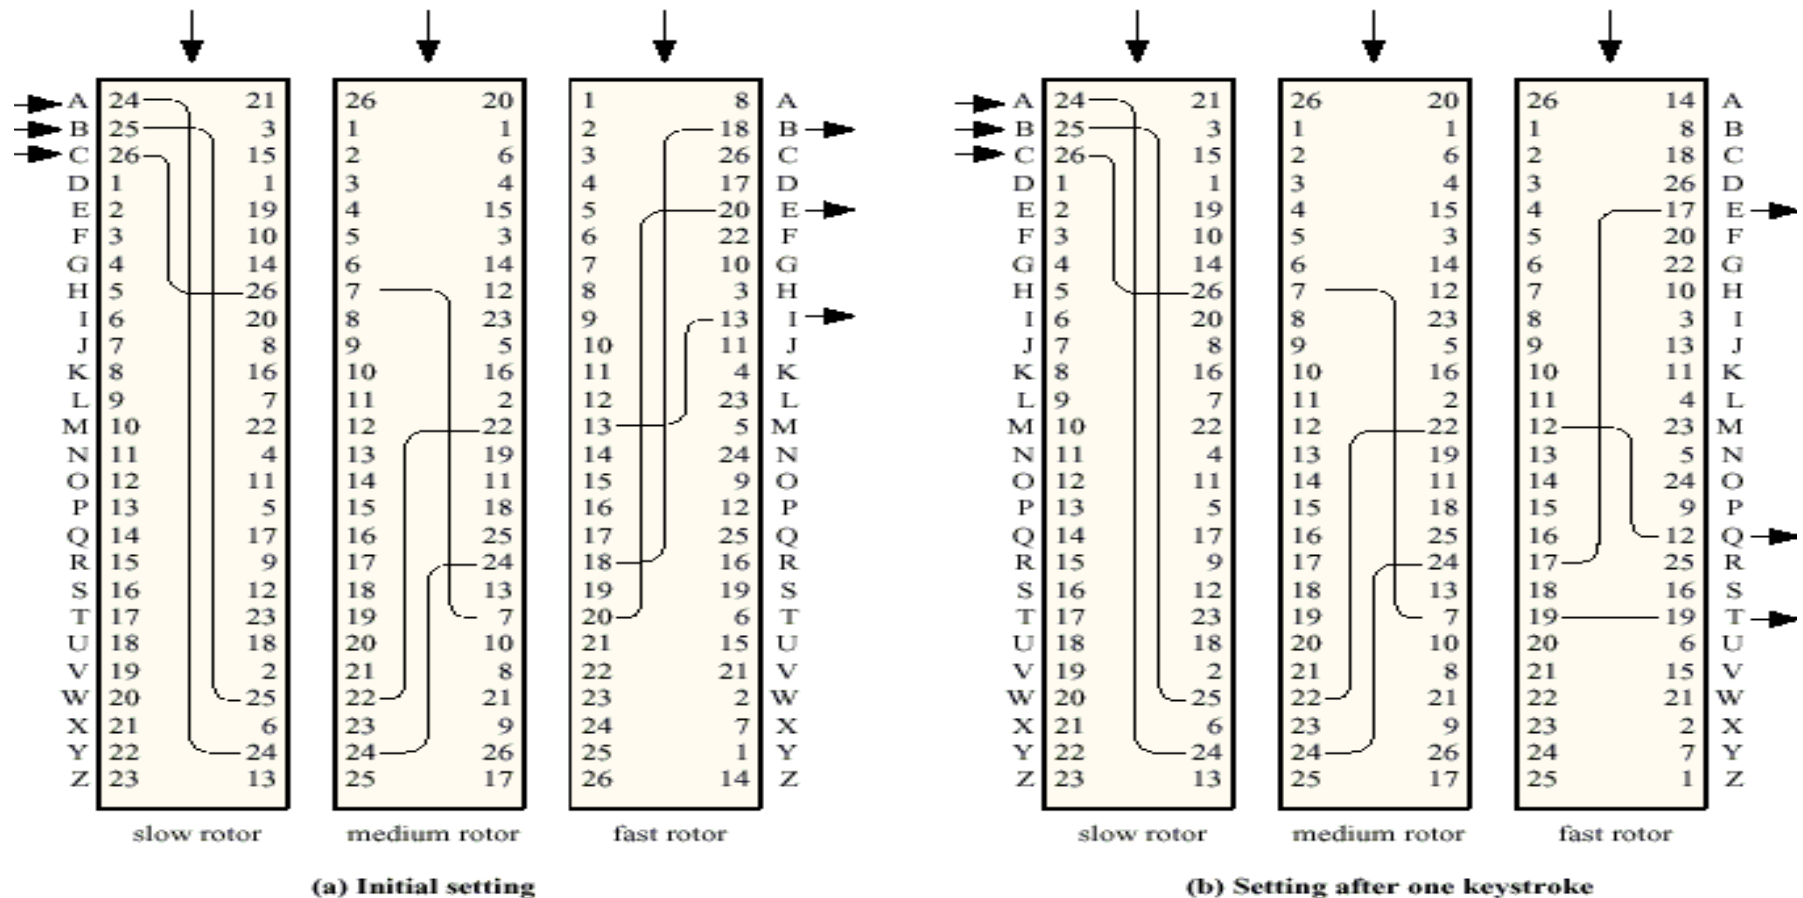 A 24 21 26 20 1 8 A A 24 21 26 20 26 14 A
B 25 3 1 1 2 18 B B 25 3 1 1 1 8 B
C 26 15 2 6 3 26 C C 26 15 2 6 2 18 C
D 1 1 3 4 4 17 D D 1 1 3 4 3 26 D
E 2 19 4 15 5 20 E E 2 19 4 15 4 17 E
F 3 10 5 3 6 22 F F 3 10 5 3 5 20 F
G 4 14 6 14 7 10 G G 4 14 6 14 6 22 G
H 5 26 7 12 8 3 H H 5 26 7 12 7 10 H
I 6 20 8 23 9 13 I I 6 20 8 23 8 3 I
J 7 8 9 5 10 11 J J 7 8 9 5 9 13 J
K 8 16 10 16 11 4 K K 8 16 10 16 10 11 K
L 9 7 11 2 12 23 L L 9 7 11 2 11 4 L
M 10 22 12 22 13 5 M M 10 22 12 22 12 23 M
N 11 4 13 19 14 24 N N 11 4 13 19 13 5 N
O 12 11 14 11 15 9 O O 12 11 14 11 14 24 O
P 13 5 15 18 16 12 P P 13 5 15 18 15 9 P
Q 14 17 16 25 17 25 Q Q 14 17 16 25 16 12 Q
R 15 9 17 24 18 16 R R 15 9 17 24 17 25 R
S 16 12 18 13 19 19 S S 16 12 18 13 18 16 S
T 17 23 19 7 20 6 T T 17 23 19 7 19 19 T
U 18 18 20 10 21 15 U U 18 18 20 10 20 6 U
V 19 2 21 8 22 21 V V 19 2 21 8 21 15 V
W 20 25 22 21 23 2 W W 20 25 22 21 22 21 W
X 21 6 23 9 24 7 X X 21 6 23 9 23 2 X
Y 22 24 24 26 25 1 Y Y 22 24 24 26 24 7 Y
Z 23 13 25 17 26 14 Z Z 23 13 25 17 25 1 Z
slow rotor medium rotor fast rotor slow rotor medium rotor fast rotor
(a) Initial setting (b) Setting after one keystroke